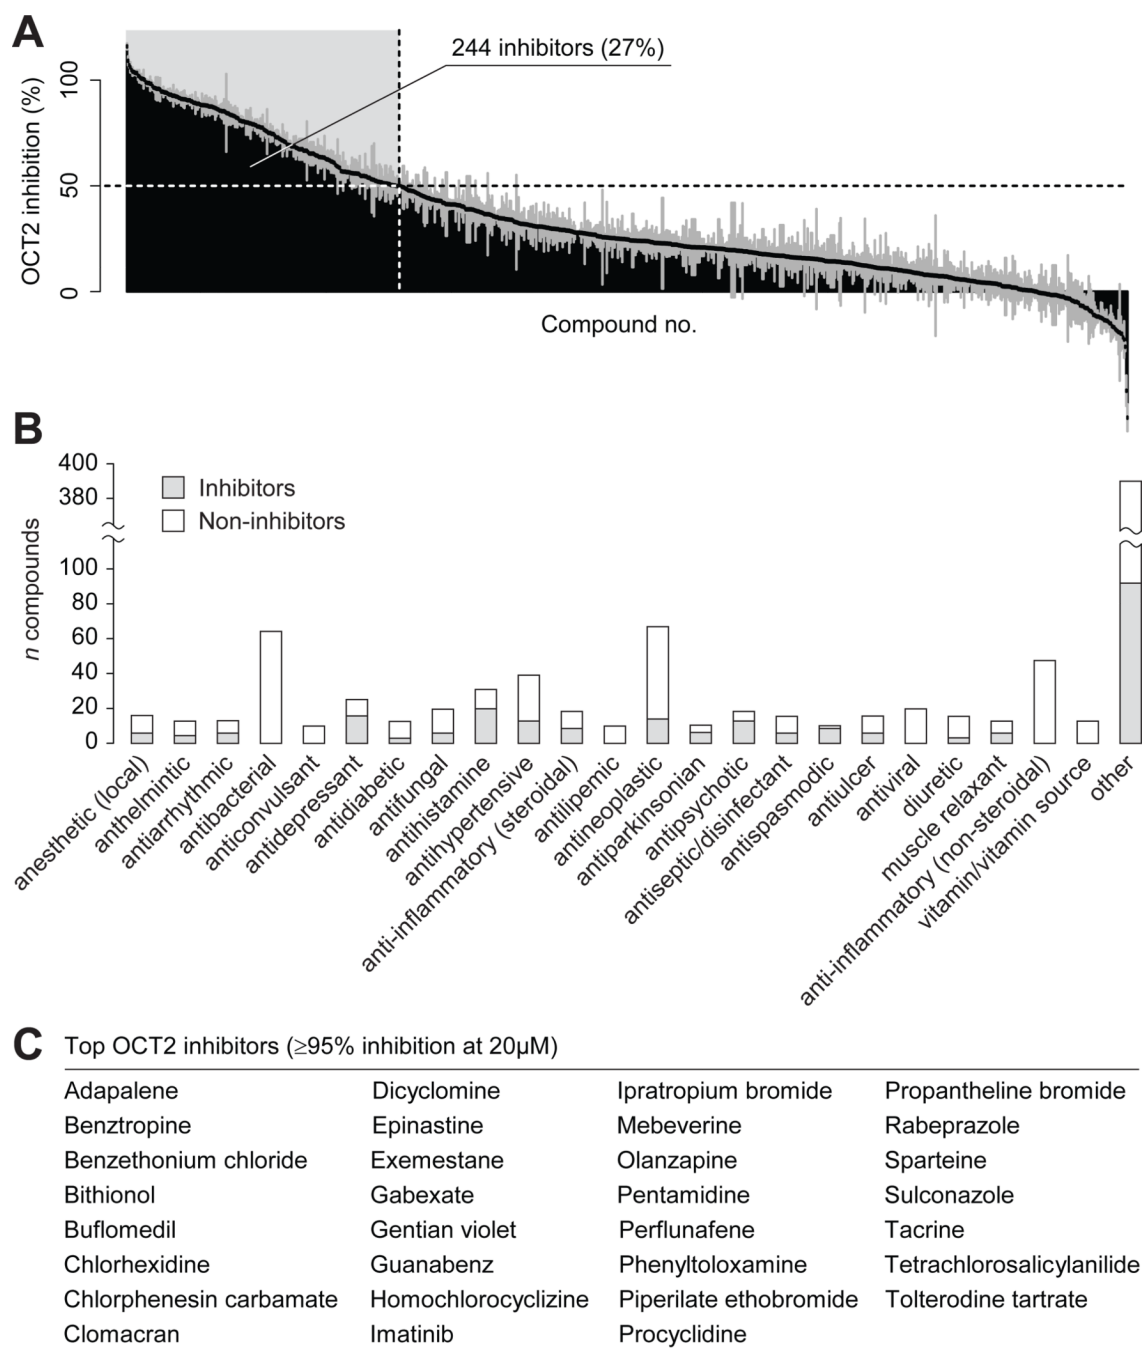 A
244 inhibitors (27%)
OCT2 inhibition (%)
100
50
0
Compound no.
B
400
380
100
80
60
40
20
0
n compounds
Inhibitors
Non-inhibitors
anesthetic (local)
anthelmintic
antiarrhythmic
antibacterial
anticonvulsant
antidepressant
antidiabetic
antifungal
antihistamine
antihypertensive
anti-inflammatory (steroidal)
antilipemic
antineoplastic
antiparkinsonian
antipsychotic
antiseptic/disinfectant
antispasmodic
antiulcer
antiviral
diuretic
muscle relaxant
anti-inflammatory (non-steroidal)
vitamin/vitamin source
other
C Top OCT2 inhibitors (≥95% inhibition at 20µM)
Adapalene Dicyclomine Ipratropium bromide Propantheline bromide
Benztropine Epinastine Mebeverine Rabeprazole
Benzethonium chloride Exemestane Olanzapine Sparteine
Bithionol Gabexate Pentamidine Sulconazole
Buflomedil Gentian violet Perflunafene Tacrine
Chlorhexidine Guanabenz Phenyltoloxamine Tetrachlorosalicylanilide
Chlorphenesin carbamate Homochlorocyclizine Piperilate ethobromide Tolterodine tartrate
Clomacran Imatinib Procyclidine